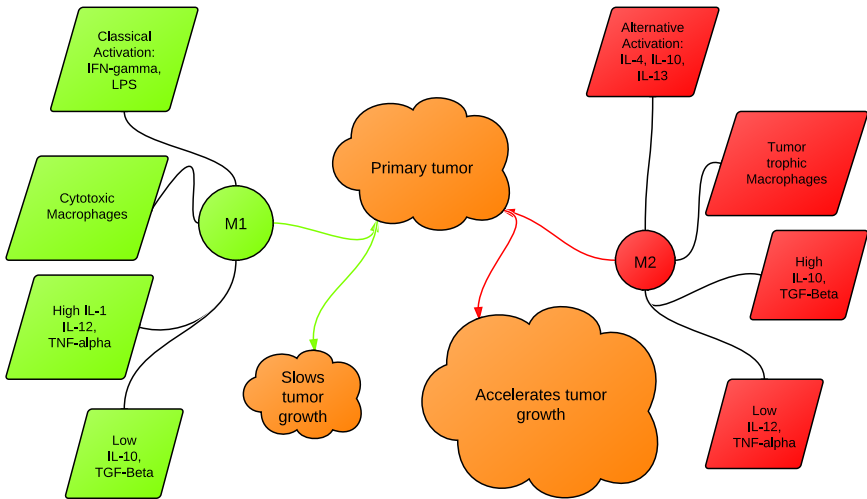 Classical
Activation:
IFN-gamma,
LPS
Cytotoxic
Macrophages
High IL-1
IL-12,
TNF-alpha
Low
IL-10,
TGF-Beta
M1
Primary tumor
Slows
tumor
growth
Accelerates tumor
growth
M2
Alternative
Activation:
IL-4, IL-10,
IL-13
Tumor
trophic
Macrophages
High
IL-10,
TGF-Beta
Low
IL-12,
TNF-alpha